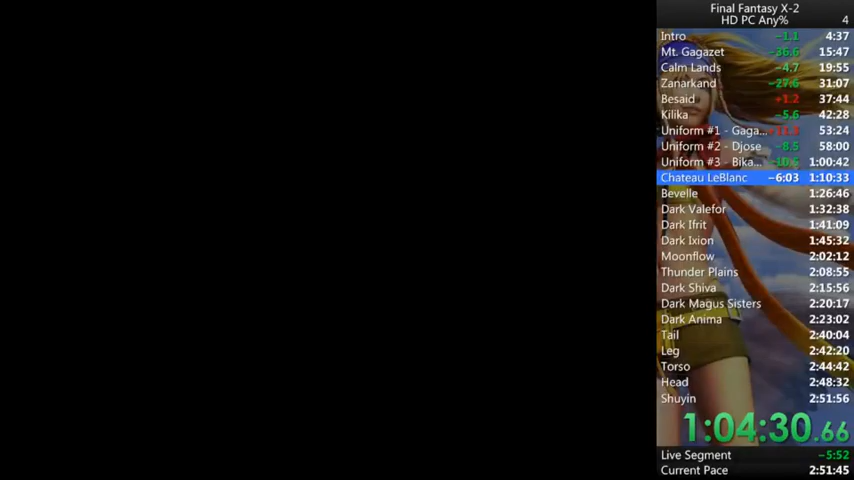 Final Fantasy X-2
HD PC Any% 4
Intro −1.1 4:37
Mt. Gagazet −36.6 15:47
Calm Lands −4.7 19:55
Zanarkand −27.6 31:07
Besaid +1.2 37:44
Kilika −5.6 42:28
Uniform #1 - Gaga... +11.3 53:24
Uniform #2 - Djose −8.5 58:00
Uniform #3 - Bika... −10.5 1:00:42
Chateau LeBlanc −6:03 1:10:33
Bevelle 1:26:46
Dark Valefor 1:32:38
Dark Ifrit 1:41:09
Dark Ixion 1:45:32
Moonflow 2:02:12
Thunder Plains 2:08:55
Dark Shiva 2:15:56
Dark Magus Sisters 2:20:17
Dark Anima 2:23:02
Tail 2:40:04
Leg 2:42:20
Torso 2:44:42
Head 2:48:32
Shuyin 2:51:56
1:04:30.66
Live Segment −5:52
Current Pace 2:51:45